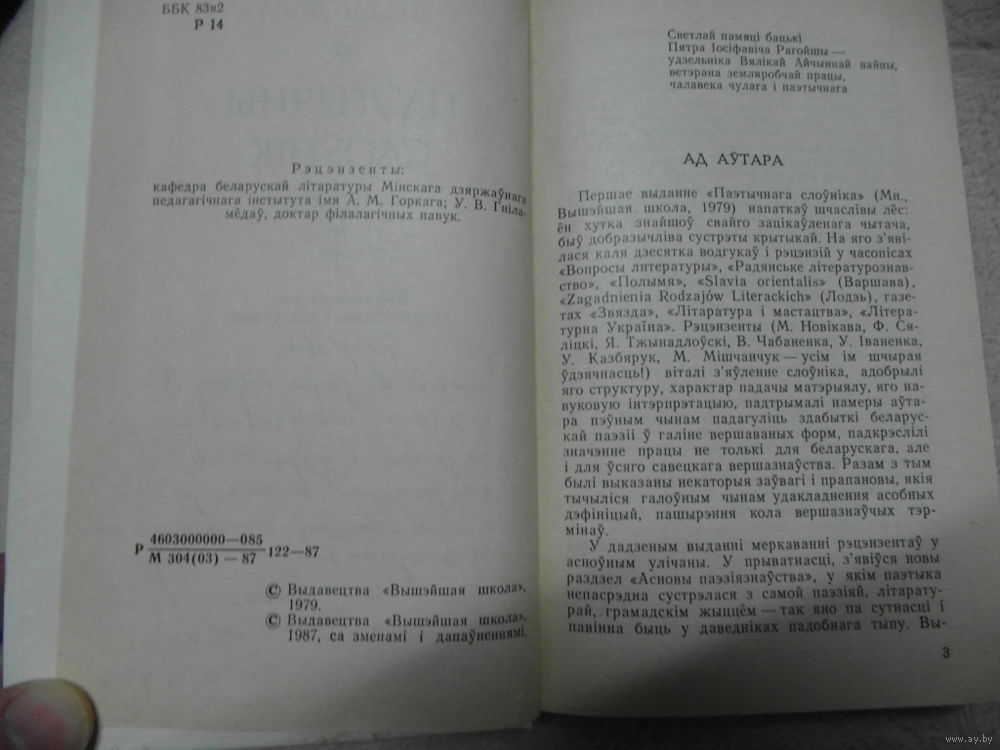 ББК 83я2
Р 14
Рэцэнзенты:
кафедра беларускай літаратуры Мінскага дзяржаўнага
педагагічнага інстытута імя А. М. Горкага; У. В. Гніла-
мёдаў, доктар філалагічных навук.
Р 4603000000—085
М 304(03) — 87 122—87
© Выдавецтва «Вышэйшая школа»,
1979.
© Выдавецтва «Вышэйшая школа»,
1987, са зменамі і дапаўненнямі.
Светлай памяці бацькі
Пятра Іосіфавіча Рагойшы —
удзельніка Вялікай Айчыннай вайны,
ветэрана земляробчай працы,
чалавека чулага і паэтычнага
АД АЎТАРА
Першае выданне «Паэтычнага слоўніка» (Мн.,
Вышэйшая школа, 1979) напаткаў шчаслівы лёс:
ён хутка знайшоў свайго зацікаўленага чытача,
быў добразычліва сустрэты крытыкай. На яго з'яві-
лася каля дзесятка водгукаў і рэцэнзій у часопісах
«Вопросы литературы», «Радянське літературознав-
ство», «Полымя», «Slavia orientalis» (Варшава),
«Zagadnienia Rodzajów Literackich» (Лодзь), газе-
тах «Звязда», «Літаратура і мастацтва», «Літера-
турна Україна». Рэцэнзенты (М. Новікава, Ф. Ся-
ліцкі, Я. Тжынадлоўскі, В. Чабаненка, У. Іваненка,
У. Казбярук, М. Мішчанчук — усім ім шчырая
ўдзячнасць!) віталі з'яўленне слоўніка, адобрылі
яго структуру, характар падачы матэрыялу, яго на-
вуковую інтэрпрэтацыю, падтрымалі намеры аўта-
ра пэўным чынам падагуліць здабыткі беларус-
кай паэзіі ў галіне вершаваных форм, падкрэслілі
значэнне працы не толькі для беларускага, але
і для ўсяго савецкага вершазнаўства. Разам з тым
былі выказаны некаторыя заўвагі і прапановы, якія
тычыліся галоўным чынам удакладнення асобных
дэфініцый, пашырэння кола вершазнаўчых тэр-
мінаў.
У дадзеным выданні меркаванні рэцэнзентаў у
асноўным улічаны. У прыватнасці, з'явіўся новы
раздзел «Асновы паэзіязнаўства», у якім паэтыка
непасрэдна сустрэлася з самой паэзіяй, літарату-
рай, грамадскім жыццём — так яно па сутнасці і
павінна быць у даведніках падобнага тыпу. Вы-
3
www.ay.by